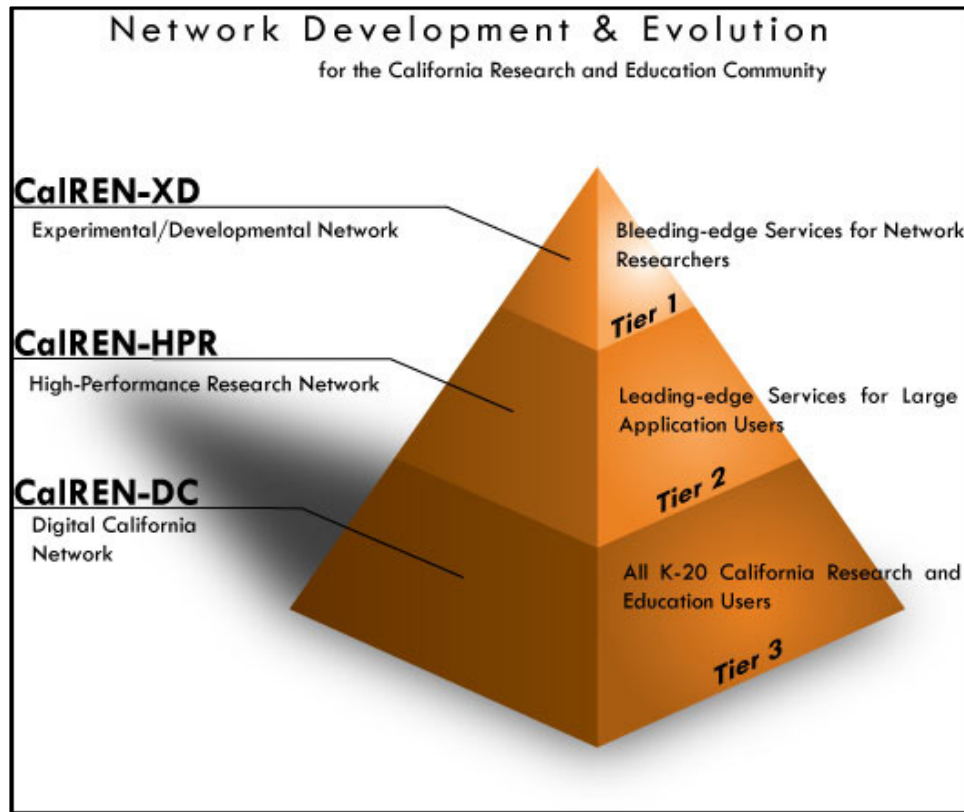 Network Development & Evolution
for the California Research and Education Community
CalREN-XD
Experimental/Developmental Network
Bleeding-edge Services for Network
Researchers
Tier 1
CalREN-HPR
High-Performance Research Network
Leading-edge Services for Large
Application Users
Tier 2
CalREN-DC
Digital California
Network
All K-20 California Research and
Education Users
Tier 3